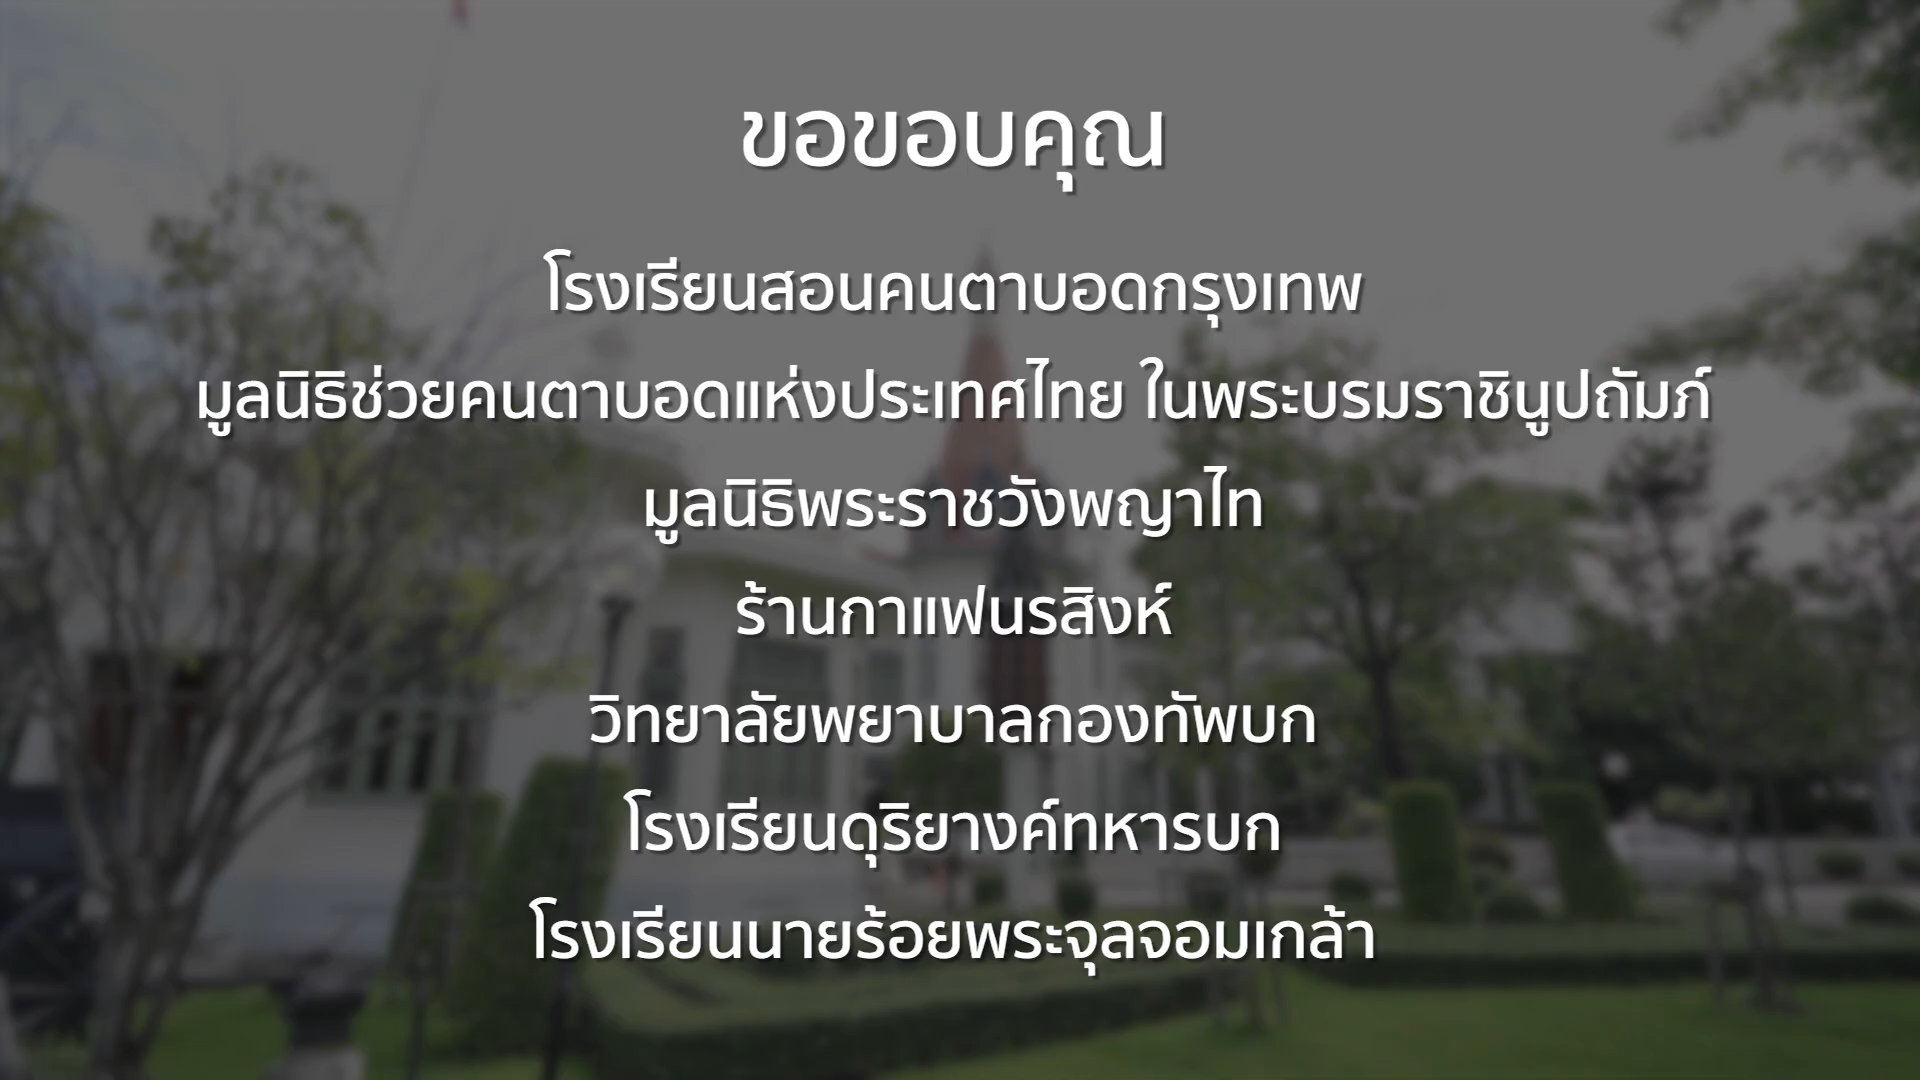 ขอขอบคุณ
โรงเรียนสอนคนตาบอดกรุงเทพ
มูลนิธิช่วยคนตาบอดแห่งประเทศไทย ในพระบรมราชินูปถัมภ์
มูลนิธิพระราชวังพญาไท
ร้านกาแฟนรสิงห์
วิทยาลัยพยาบาลกองทัพบก
โรงเรียนดุริยางค์ทหารบก
โรงเรียนนายร้อยพระจุลจอมเกล้า